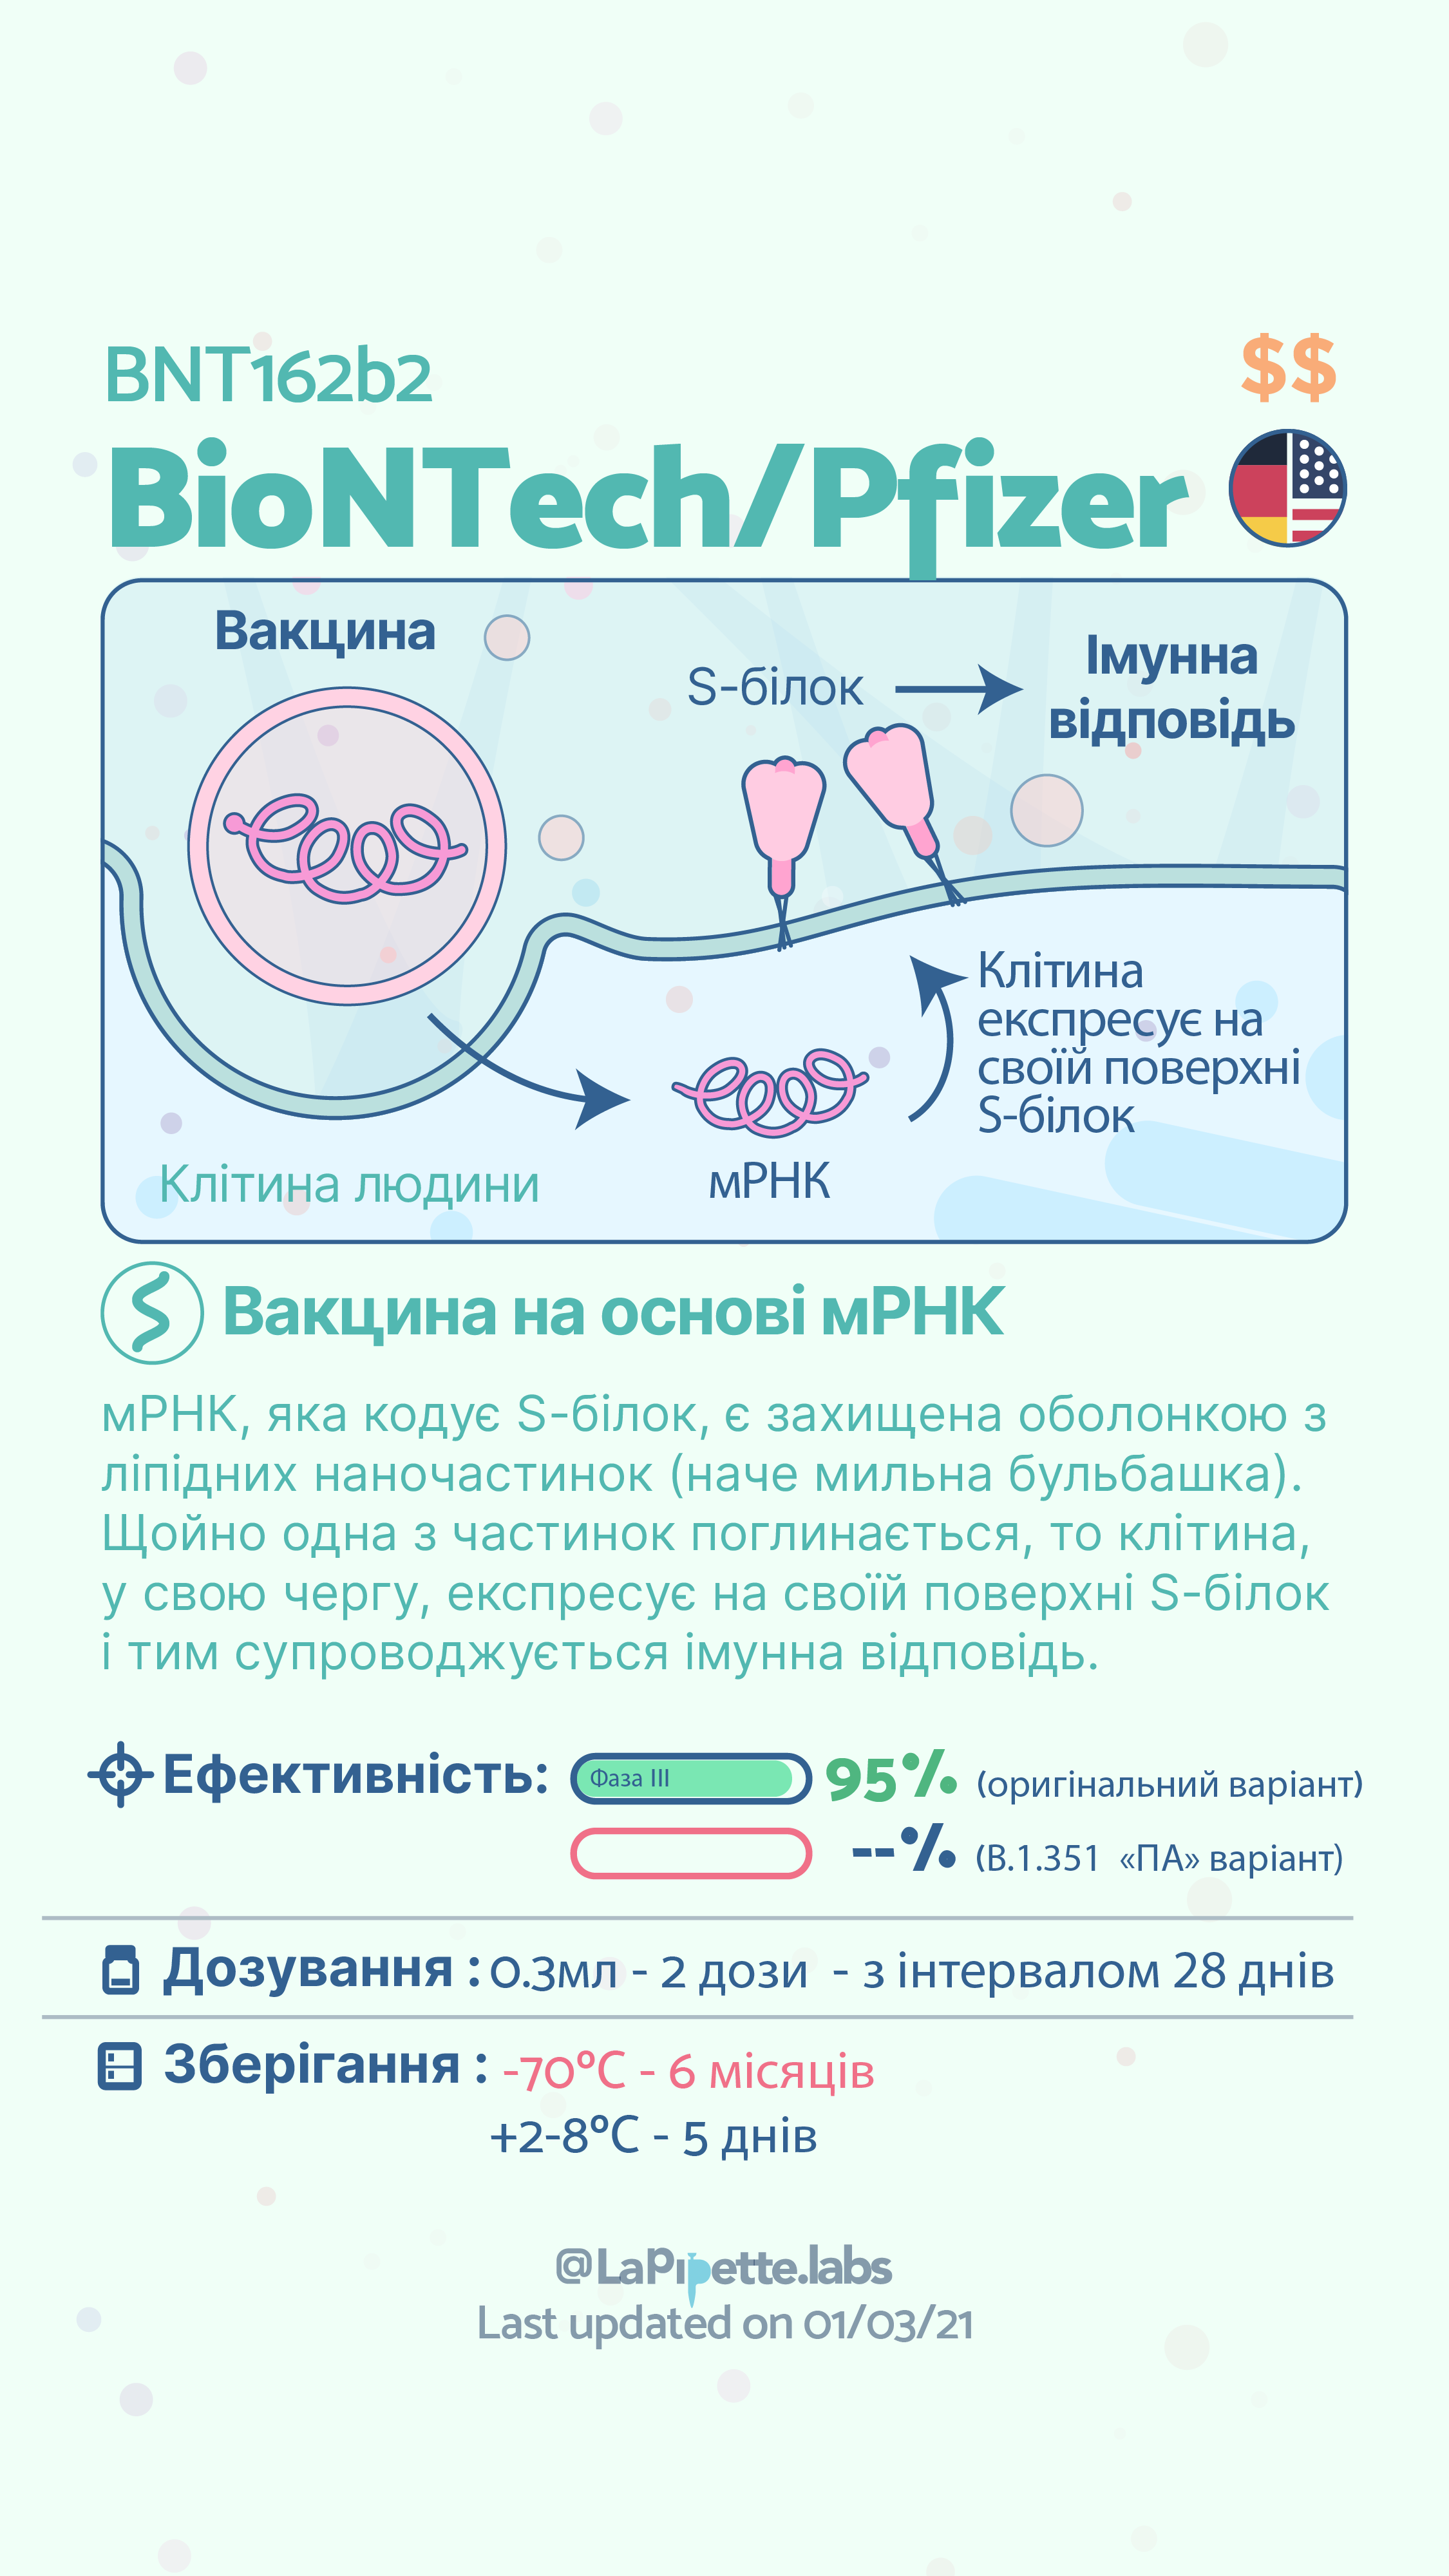 BNT162b2
$$
BioNTech/Pfizer
Вакцина
S-білок
Імунна
відповідь
Клітина
експресує на
своїй поверхні
S-білок
мРНК
Клітина людини
Вакцина на основі мРНК
мРНК, яка кодує S-білок, є захищена оболонкою з
ліпідних наночастинок (наче мильна бульбашка).
Щойно одна з частинок поглинається, то клітина,
у свою чергу, експресує на своїй поверхні S-білок
і тим супроводжується імунна відповідь.
Ефективність: Фаза III 95% (оригінальний варіант)
--% (B.1.351 «ПА» варіант)
Дозування : 0.3мл - 2 дози - з інтервалом 28 днів
Зберігання : -70°C - 6 місяців
+2-8°C - 5 днів
@LaPipette.labs
Last updated on 01/03/21